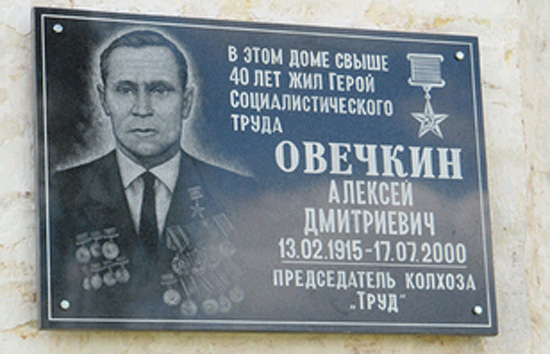 В ЭТОМ ДОМЕ СВЫШЕ
40 ЛЕТ ЖИЛ ГЕРОЙ
СОЦИАЛИСТИЧЕСКОГО
ТРУДА
ОВЕЧКИН
АЛЕКСЕЙ
ДМИТРИЕВИЧ
13.02.1915-17.07.2000
ПРЕДСЕДАТЕЛЬ КОЛХОЗА
„ТРУД"